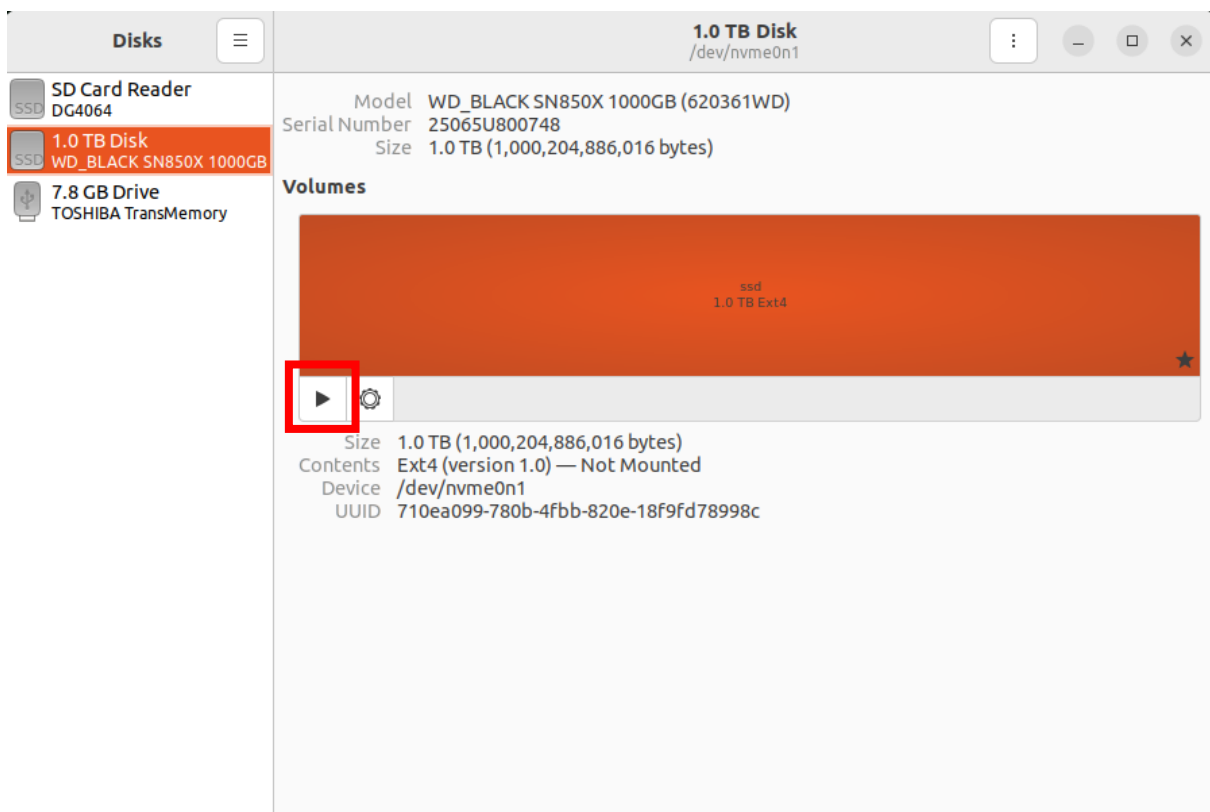 Disks
1.0 TB Disk
/dev/nvme0n1
SSD
SD Card Reader
DG4064
SSD
1.0 TB Disk
WD_BLACK SN850X 1000GB
7.8 GB Drive
TOSHIBA TransMemory
Model WD_BLACK SN850X 1000GB (620361WD)
Serial Number 25065U800748
Size 1.0 TB (1,000,204,886,016 bytes)
Volumes
ssd
1.0 TB Ext4
Size 1.0 TB (1,000,204,886,016 bytes)
Contents Ext4 (version 1.0) — Not Mounted
Device /dev/nvme0n1
UUID 710ea099-780b-4fbb-820e-18f9fd78998c